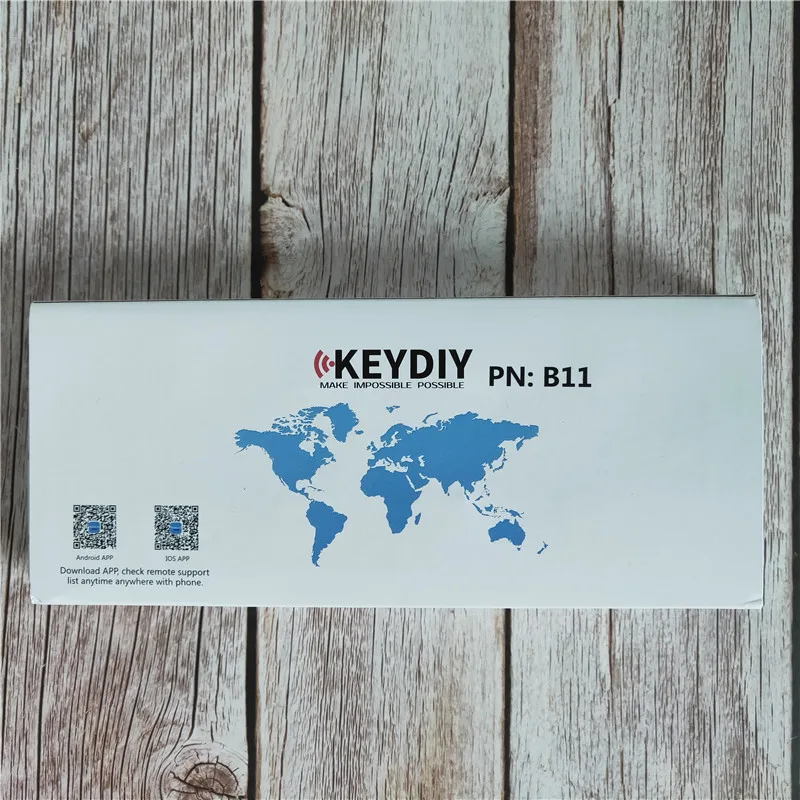 KEYDIY PN: B11
MAKE IMPOSSIBLE POSSIBLE
Android APP
IOS APP
Download APP, check remote support
list anytime anywhere with phone.